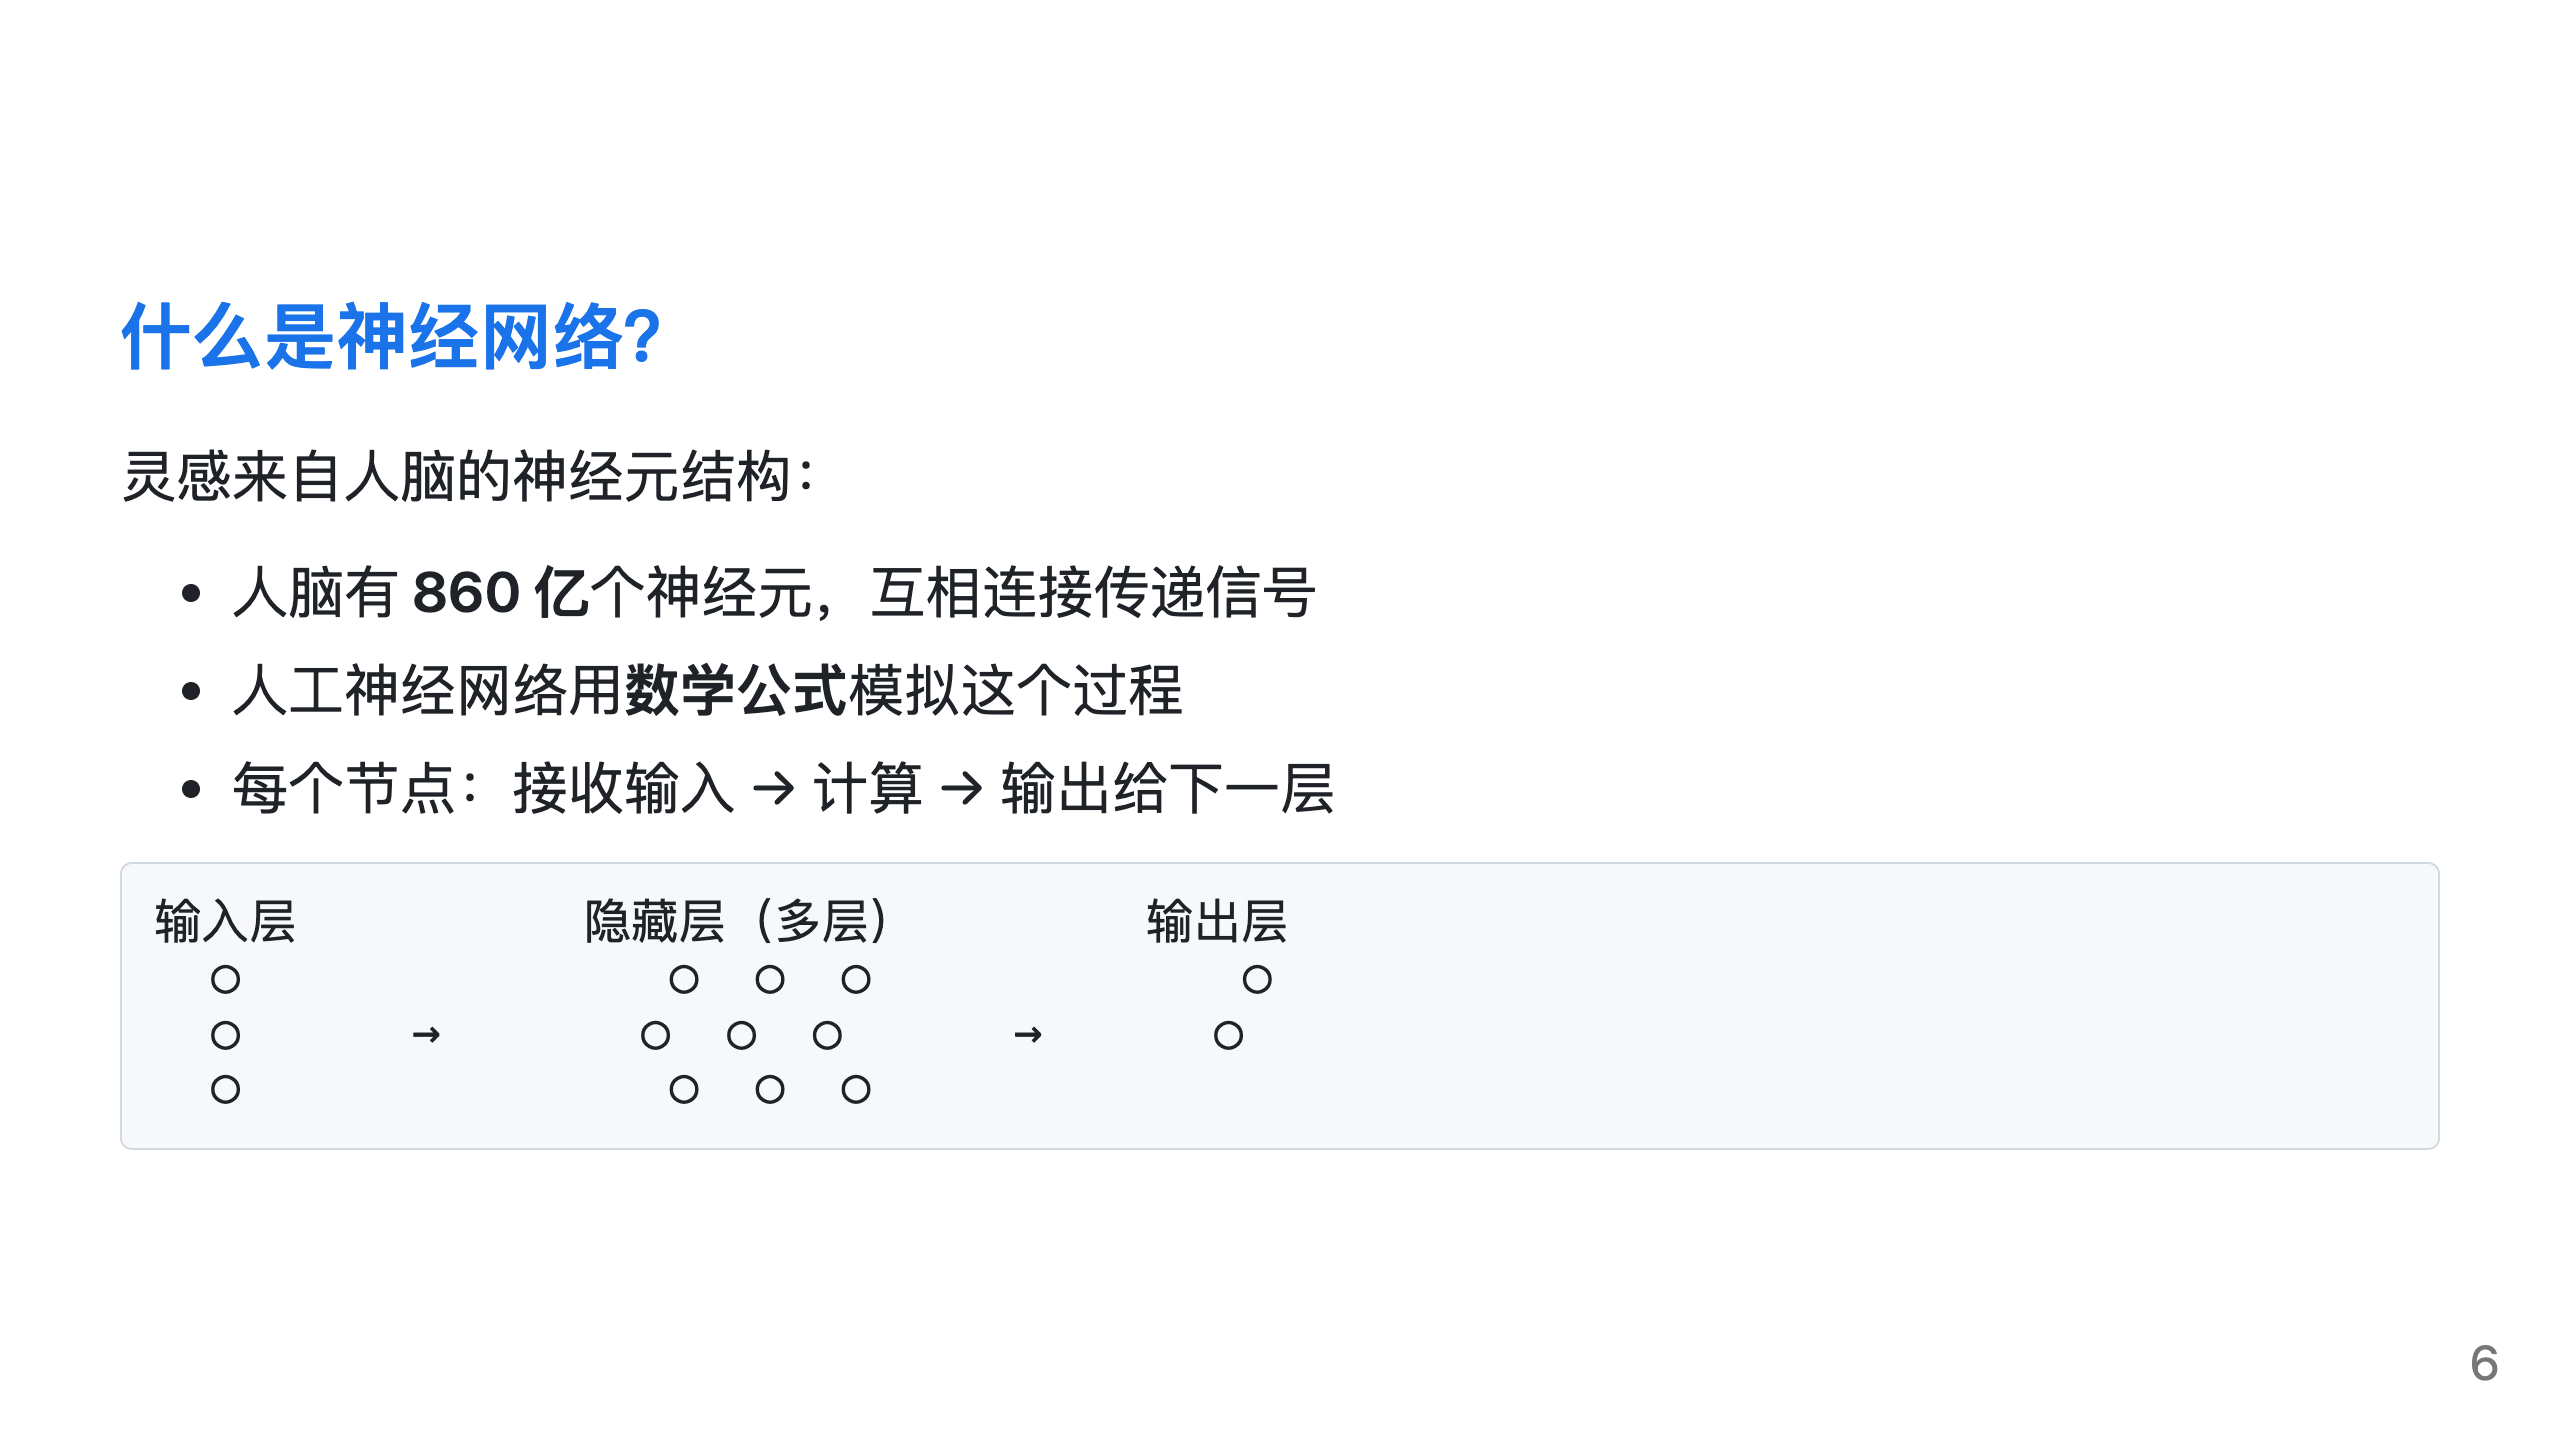 什么是神经网络?
灵感来自人脑的神经元结构：
• 人脑有 860 亿个神经元，互相连接传递信号
• 人工神经网络用数学公式模拟这个过程
• 每个节点：接收输入 → 计算 → 输出给下一层
输入层 隐藏层（多层） 输出层
○ ○ ○ ○ ○
○ → ○ ○ ○ → ○
○ ○ ○ ○
6